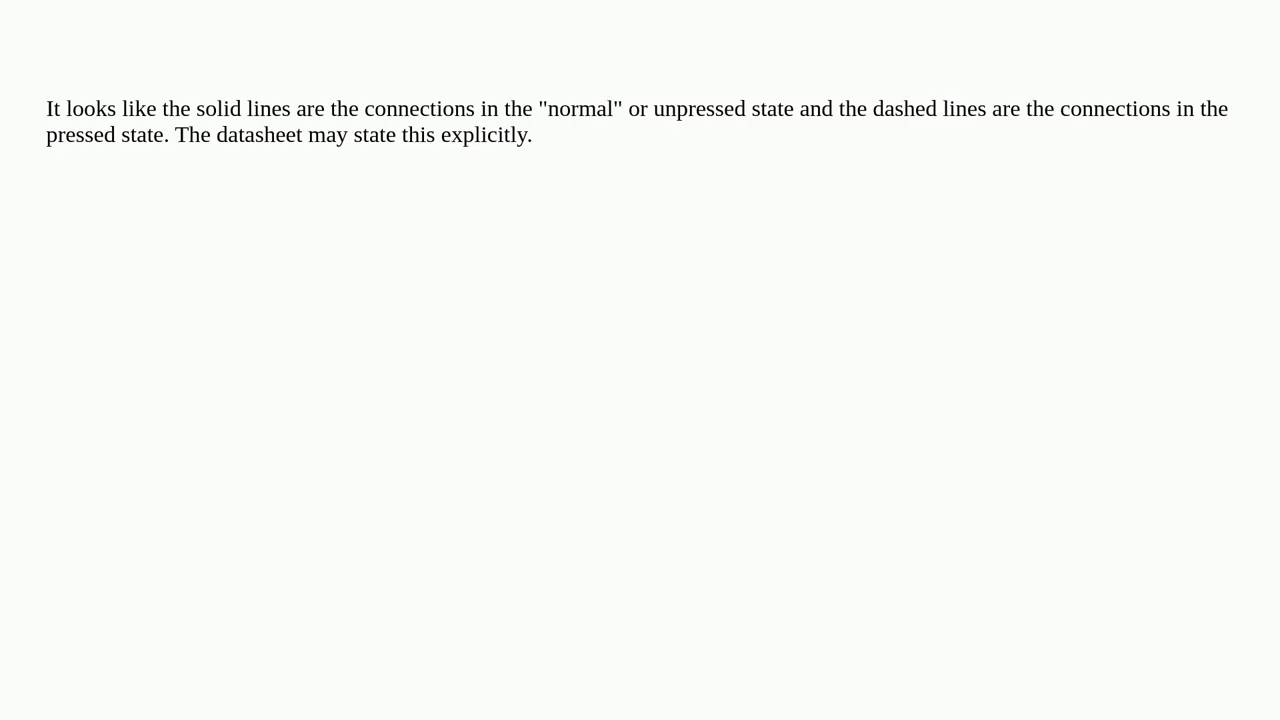 It looks like the solid lines are the connections in the "normal" or unpressed state and the dashed lines are the connections in the
pressed state. The datasheet may state this explicitly.